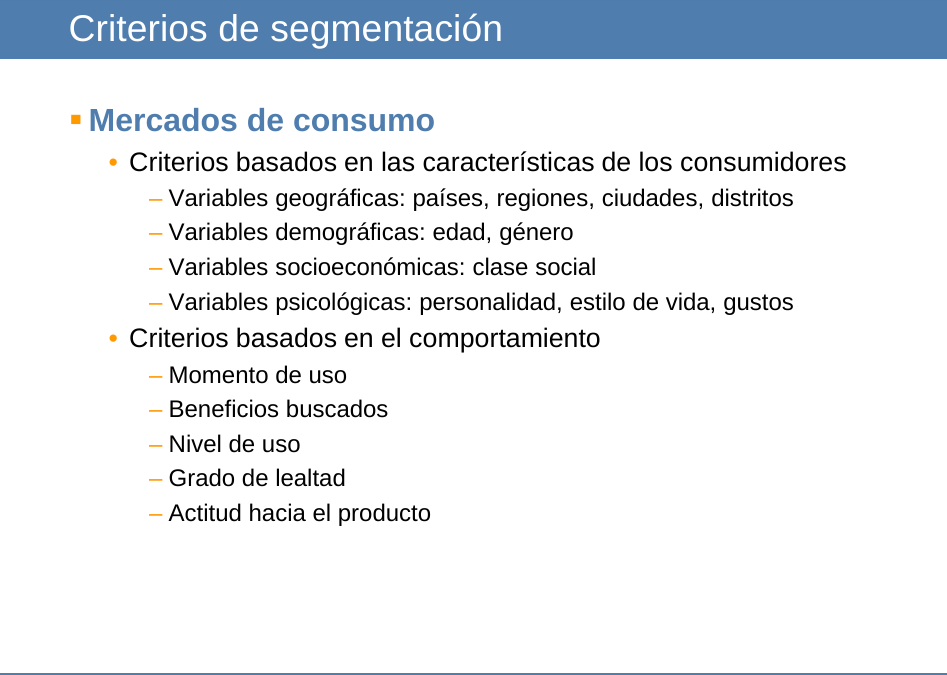 Criterios de segmentación
▪ Mercados de consumo
• Criterios basados en las características de los consumidores
– Variables geográficas: países, regiones, ciudades, distritos
– Variables demográficas: edad, género
– Variables socioeconómicas: clase social
– Variables psicológicas: personalidad, estilo de vida, gustos
• Criterios basados en el comportamiento
– Momento de uso
– Beneficios buscados
– Nivel de uso
– Grado de lealtad
– Actitud hacia el producto